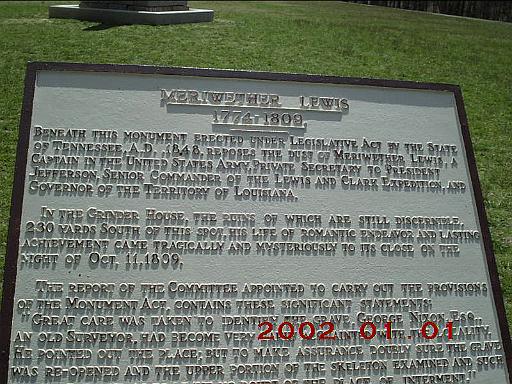 MERIWETHER LEWIS
1774-1809
BENEATH THIS MONUMENT ERECTED UNDER LEGISLATIVE ACT BY THE STATE
OF TENNESSEE, A.D. 1848, REPOSES THE DUST OF MERIWETHER LEWIS, A
CAPTAIN IN THE UNITED STATES ARMY, PRIVATE SECRETARY TO PRESIDENT
JEFFERSON, SENIOR COMMANDER OF THE LEWIS AND CLARK EXPEDITION, AND
GOVERNOR OF THE TERRITORY OF LOUISIANA.
IN THE GRINDER HOUSE, THE RUINS OF WHICH ARE STILL DISCERNIBLE,
230 YARDS SOUTH OF THIS SPOT, HIS LIFE OF ROMANTIC ENDEAVOR AND LASTING
ACHIEVEMENT CAME TRAGICALLY AND MYSTERIOUSLY TO ITS CLOSE ON THE
NIGHT OF OCT. 11, 1809.
THE REPORT OF THE COMMITTEE APPOINTED TO CARRY OUT THE PROVISIONS
OF THE MONUMENT ACT, CONTAINS THESE SIGNIFICANT STATEMENTS:
"GREAT CARE WAS TAKEN TO IDENTIFY THE GRAVE. GEORGE NIXON, ESQ.
AN OLD SURVEYOR, HAD BECOME
HE POINTED OUT THE PLACE; BUT TO MAKE ASSURANCE DOUBLY SURE THE GRAVE
WAS RE-OPENED AND THE UPPER PORTION OF THE SKELETON EXAMINED AND SUCH
OF THE PLACE OF INTERMENT.
2002 01 01